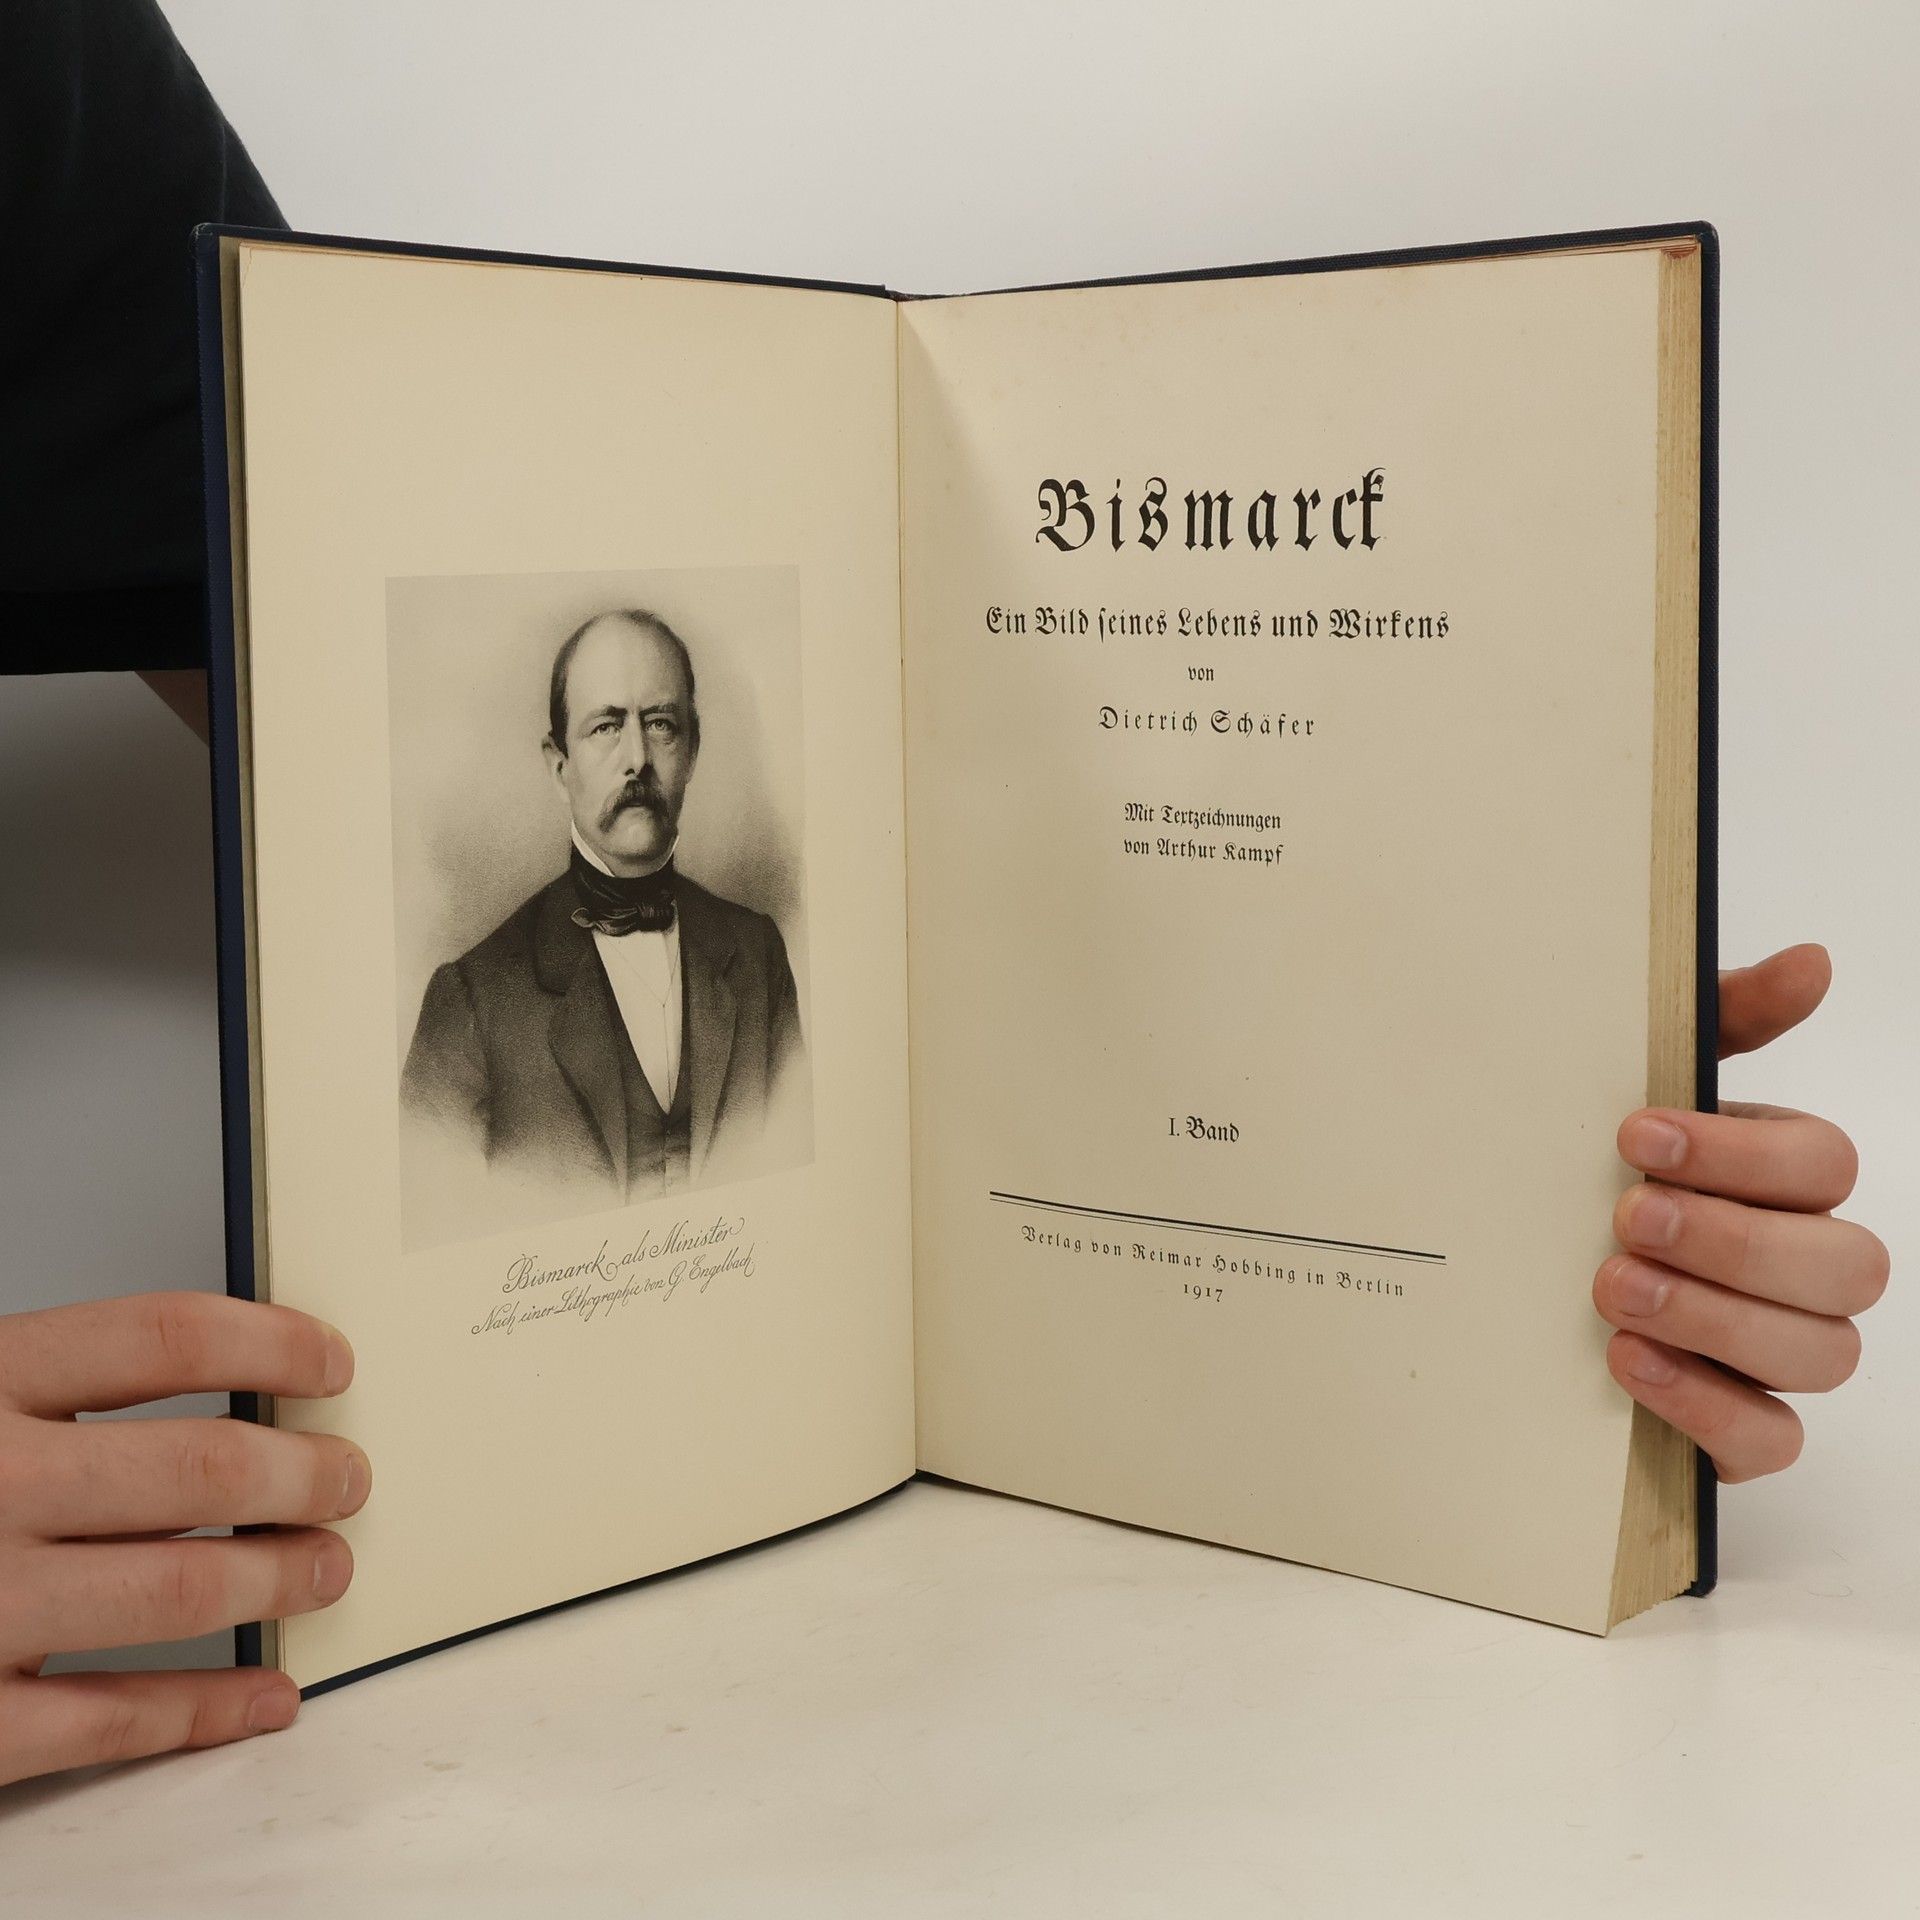 Bismarck als Minister
Nach einer Lithographie von G. Engelbach.
Bismarck
Ein Bild ſeines Lebens und Wirkens
von
Dietrich Schäfer
Mit Textzeichnungen
von Arthur Kampf
I. Band
Verlag von Reimar Hobbing in Berlin
1917